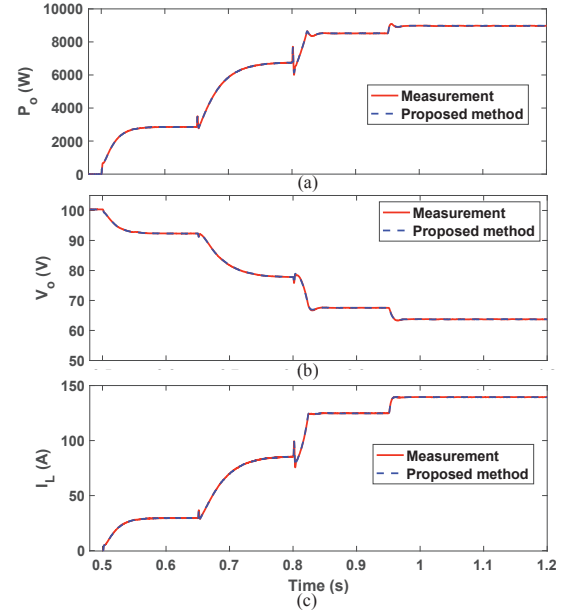 10000
8000
6000
4000
2000
0
P_o (W)
Measurement
Proposed method
(a)
100
90
80
70
60
50
V_o (V)
Measurement
Proposed method
(b)
150
100
50
0
I_L (A)
Measurement
Proposed method
0.5 0.6 0.7 0.8 0.9 1 1.1 1.2
Time (s)
(c)